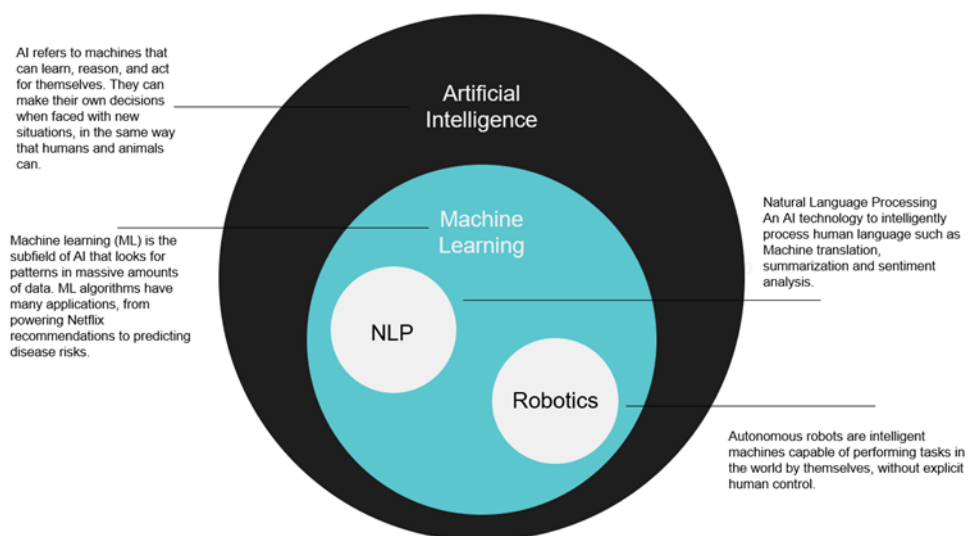 AI refers to machines that
can learn, reason, and act
for themselves. They can
make their own decisions
when faced with new
situations, in the same way
that humans and animals
can.
Artificial
Intelligence
Machine
Learning
Machine learning (ML) is the
subfield of AI that looks for
patterns in massive amounts
of data. ML algorithms have
many applications, from
powering Netflix
recommendations to predicting
disease risks.
Natural Language Processing
An AI technology to intelligently
process human language such as
Machine translation,
summarization and sentiment
analysis.
NLP
Robotics
Autonomous robots are intelligent
machines capable of performing tasks in
the world by themselves, without explicit
human control.